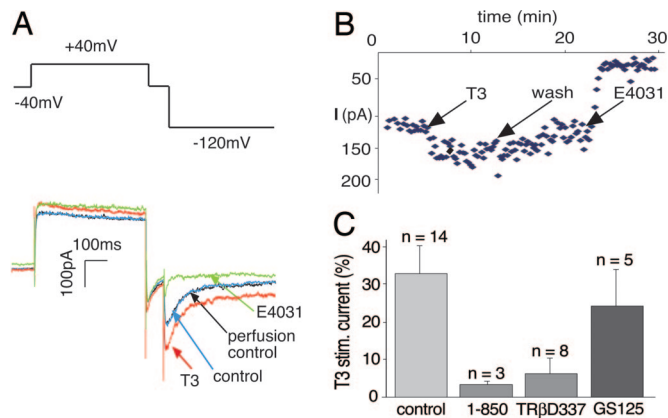 A
+40mV
-40mV
-120mV
100ms
100pA
E4031
perfusion
control
control
T3
B
time (min)
0 10 20 30
50
I (pA)
150
200
T3
wash
E4031
C
T3 stim. current (%)
40
30
20
10
0
n = 14
n = 3
n = 8
n = 5
control 1-850 TRβD337 GS125